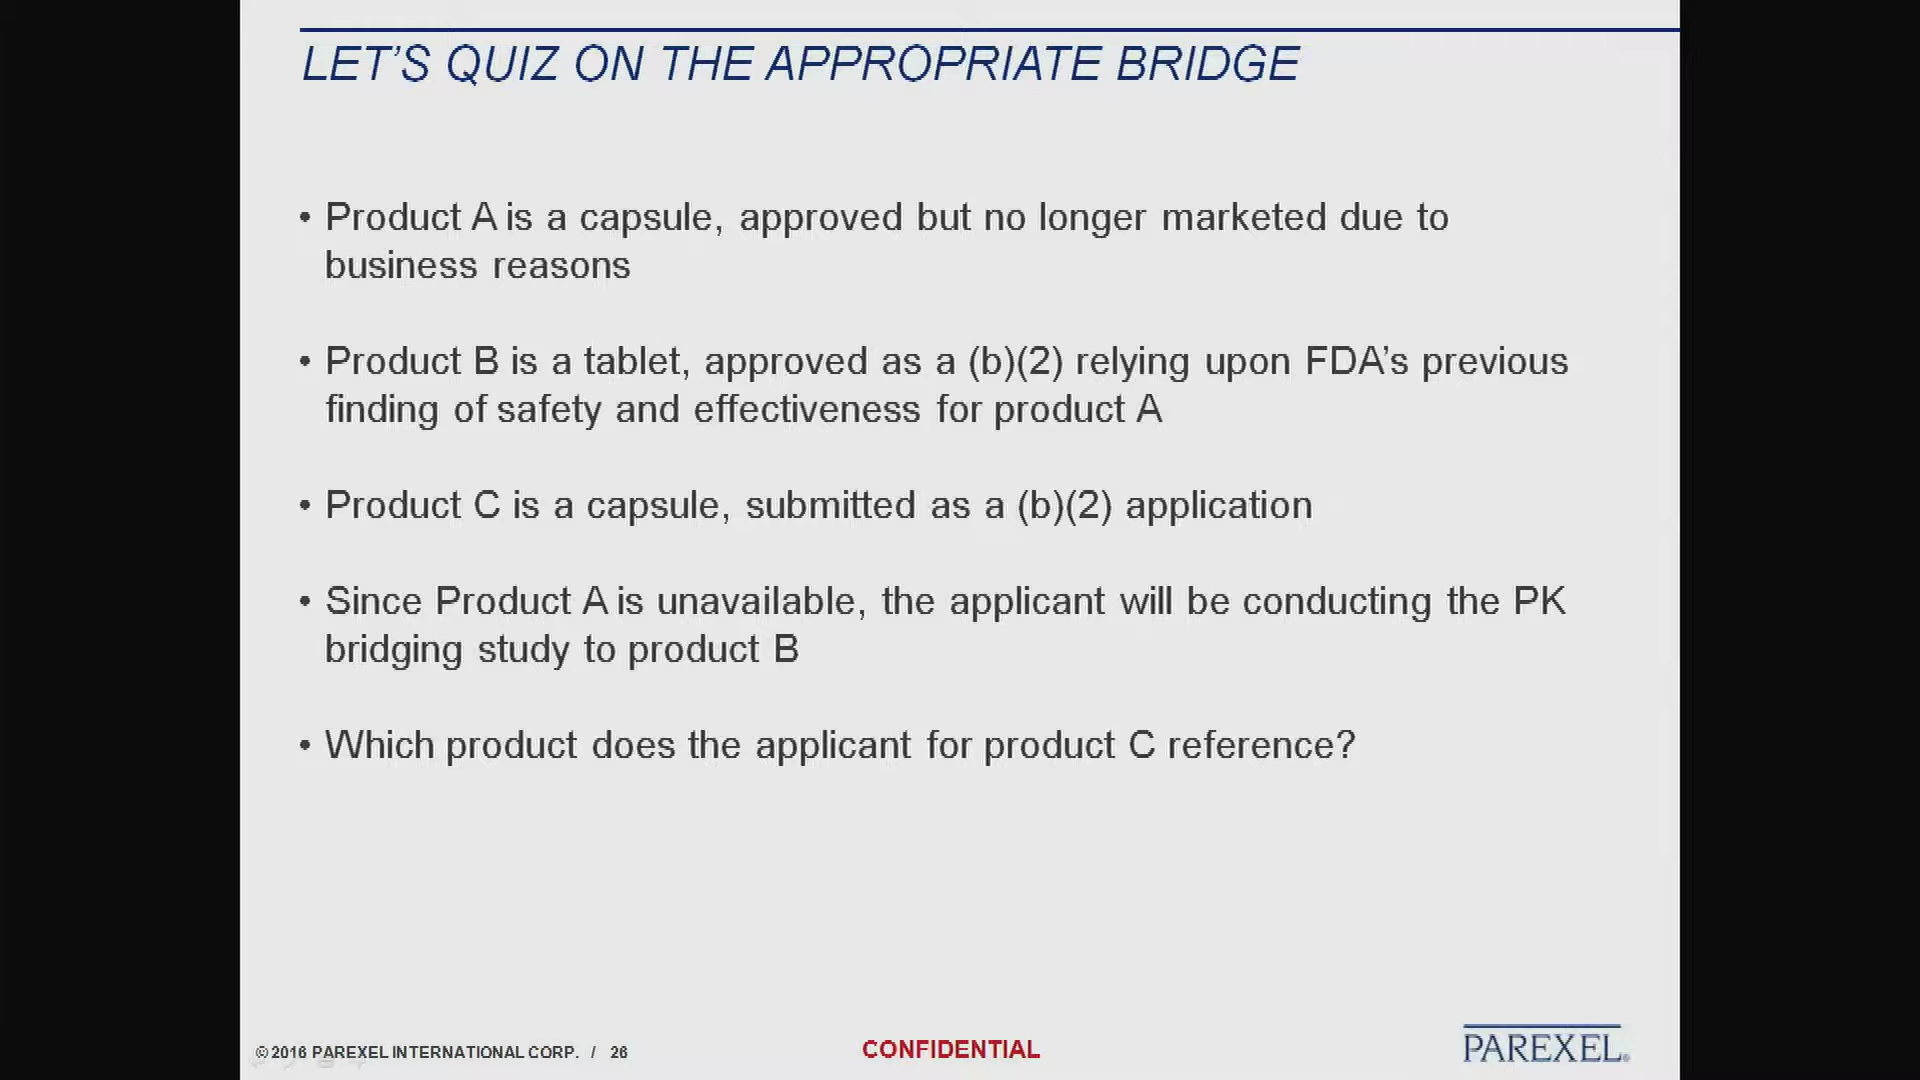 LET’S QUIZ ON THE APPROPRIATE BRIDGE
• Product A is a capsule, approved but no longer marketed due to
business reasons
• Product B is a tablet, approved as a (b)(2) relying upon FDA’s previous
finding of safety and effectiveness for product A
• Product C is a capsule, submitted as a (b)(2) application
• Since Product A is unavailable, the applicant will be conducting the PK
bridging study to product B
• Which product does the applicant for product C reference?
© 2016 PAREXEL INTERNATIONAL CORP. / 26
CONFIDENTIAL
PAREXEL®